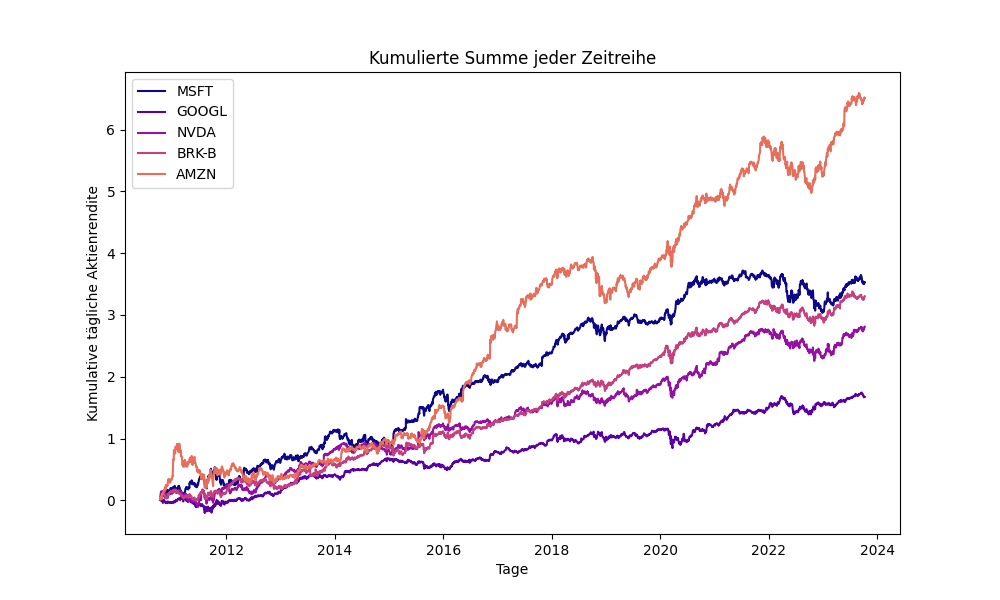 Kumulierte Summe jeder Zeitreihe
MSFT
GOOGL
NVDA
BRK-B
AMZN
Kumulative tägliche Aktienrendite
6
5
4
3
2
1
0
2012 2014 2016 2018 2020 2022 2024
Tage